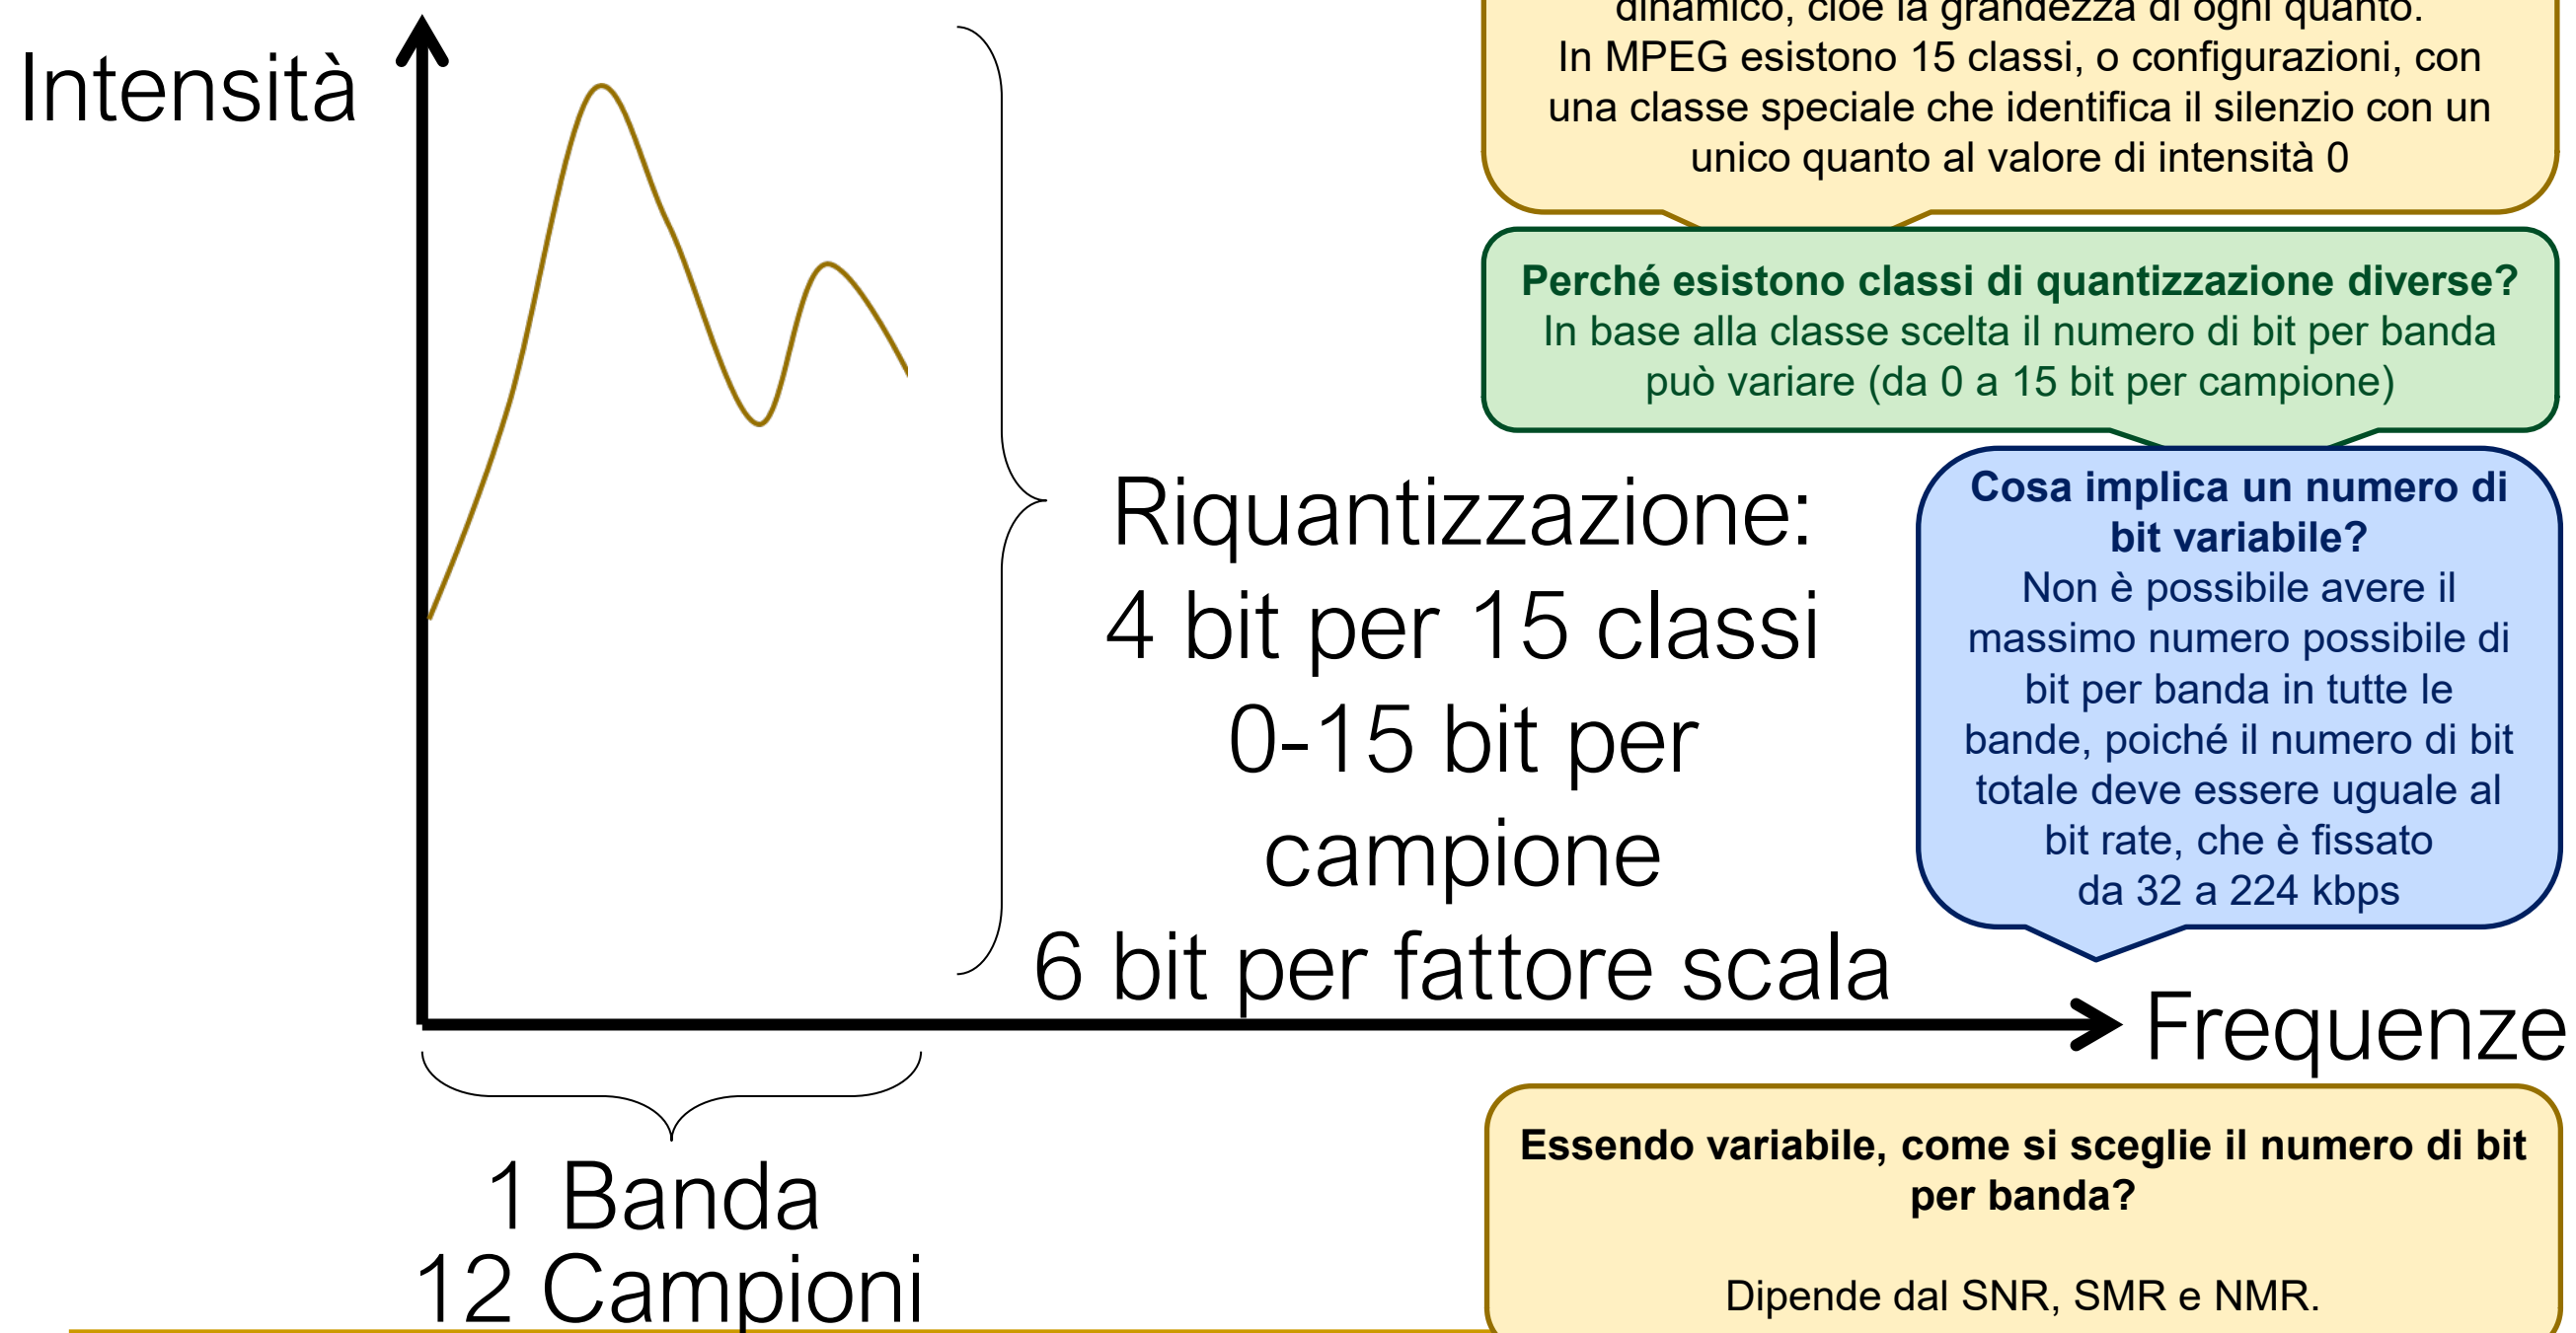 Intensità
dinamico, cioè la grandezza di ogni quanto.
In MPEG esistono 15 classi, o configurazioni, con
una classe speciale che identifica il silenzio con un
unico quanto al valore di intensità 0
Perché esistono classi di quantizzazione diverse?
In base alla classe scelta il numero di bit per banda
può variare (da 0 a 15 bit per campione)
Riquantizzazione:
4 bit per 15 classi
0-15 bit per
campione
6 bit per fattore scala
Cosa implica un numero di
bit variabile?
Non è possibile avere il
massimo numero possibile di
bit per banda in tutte le
bande, poiché il numero di bit
totale deve essere uguale al
bit rate, che è fissato
da 32 a 224 kbps
Frequenze
1 Banda
12 Campioni
Essendo variabile, come si sceglie il numero di bit
per banda?
Dipende dal SNR, SMR e NMR.